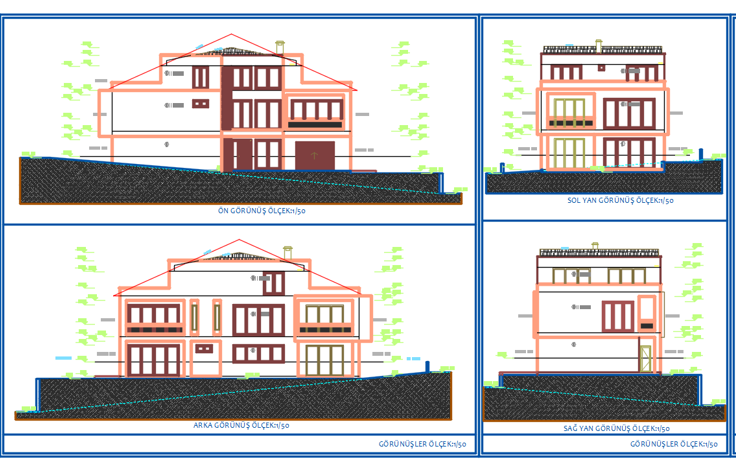 ÖN GÖRÜNÜŞ ÖLÇEK:1/50
SOL YAN GÖRÜNÜŞ ÖLÇEK:1/50
ARKA GÖRÜNÜŞ ÖLÇEK:1/50
SAĞ YAN GÖRÜNÜŞ ÖLÇEK:1/50
GÖRÜNÜŞLER ÖLÇEK:1/50
GÖRÜNÜŞLER ÖLÇEK:1/50